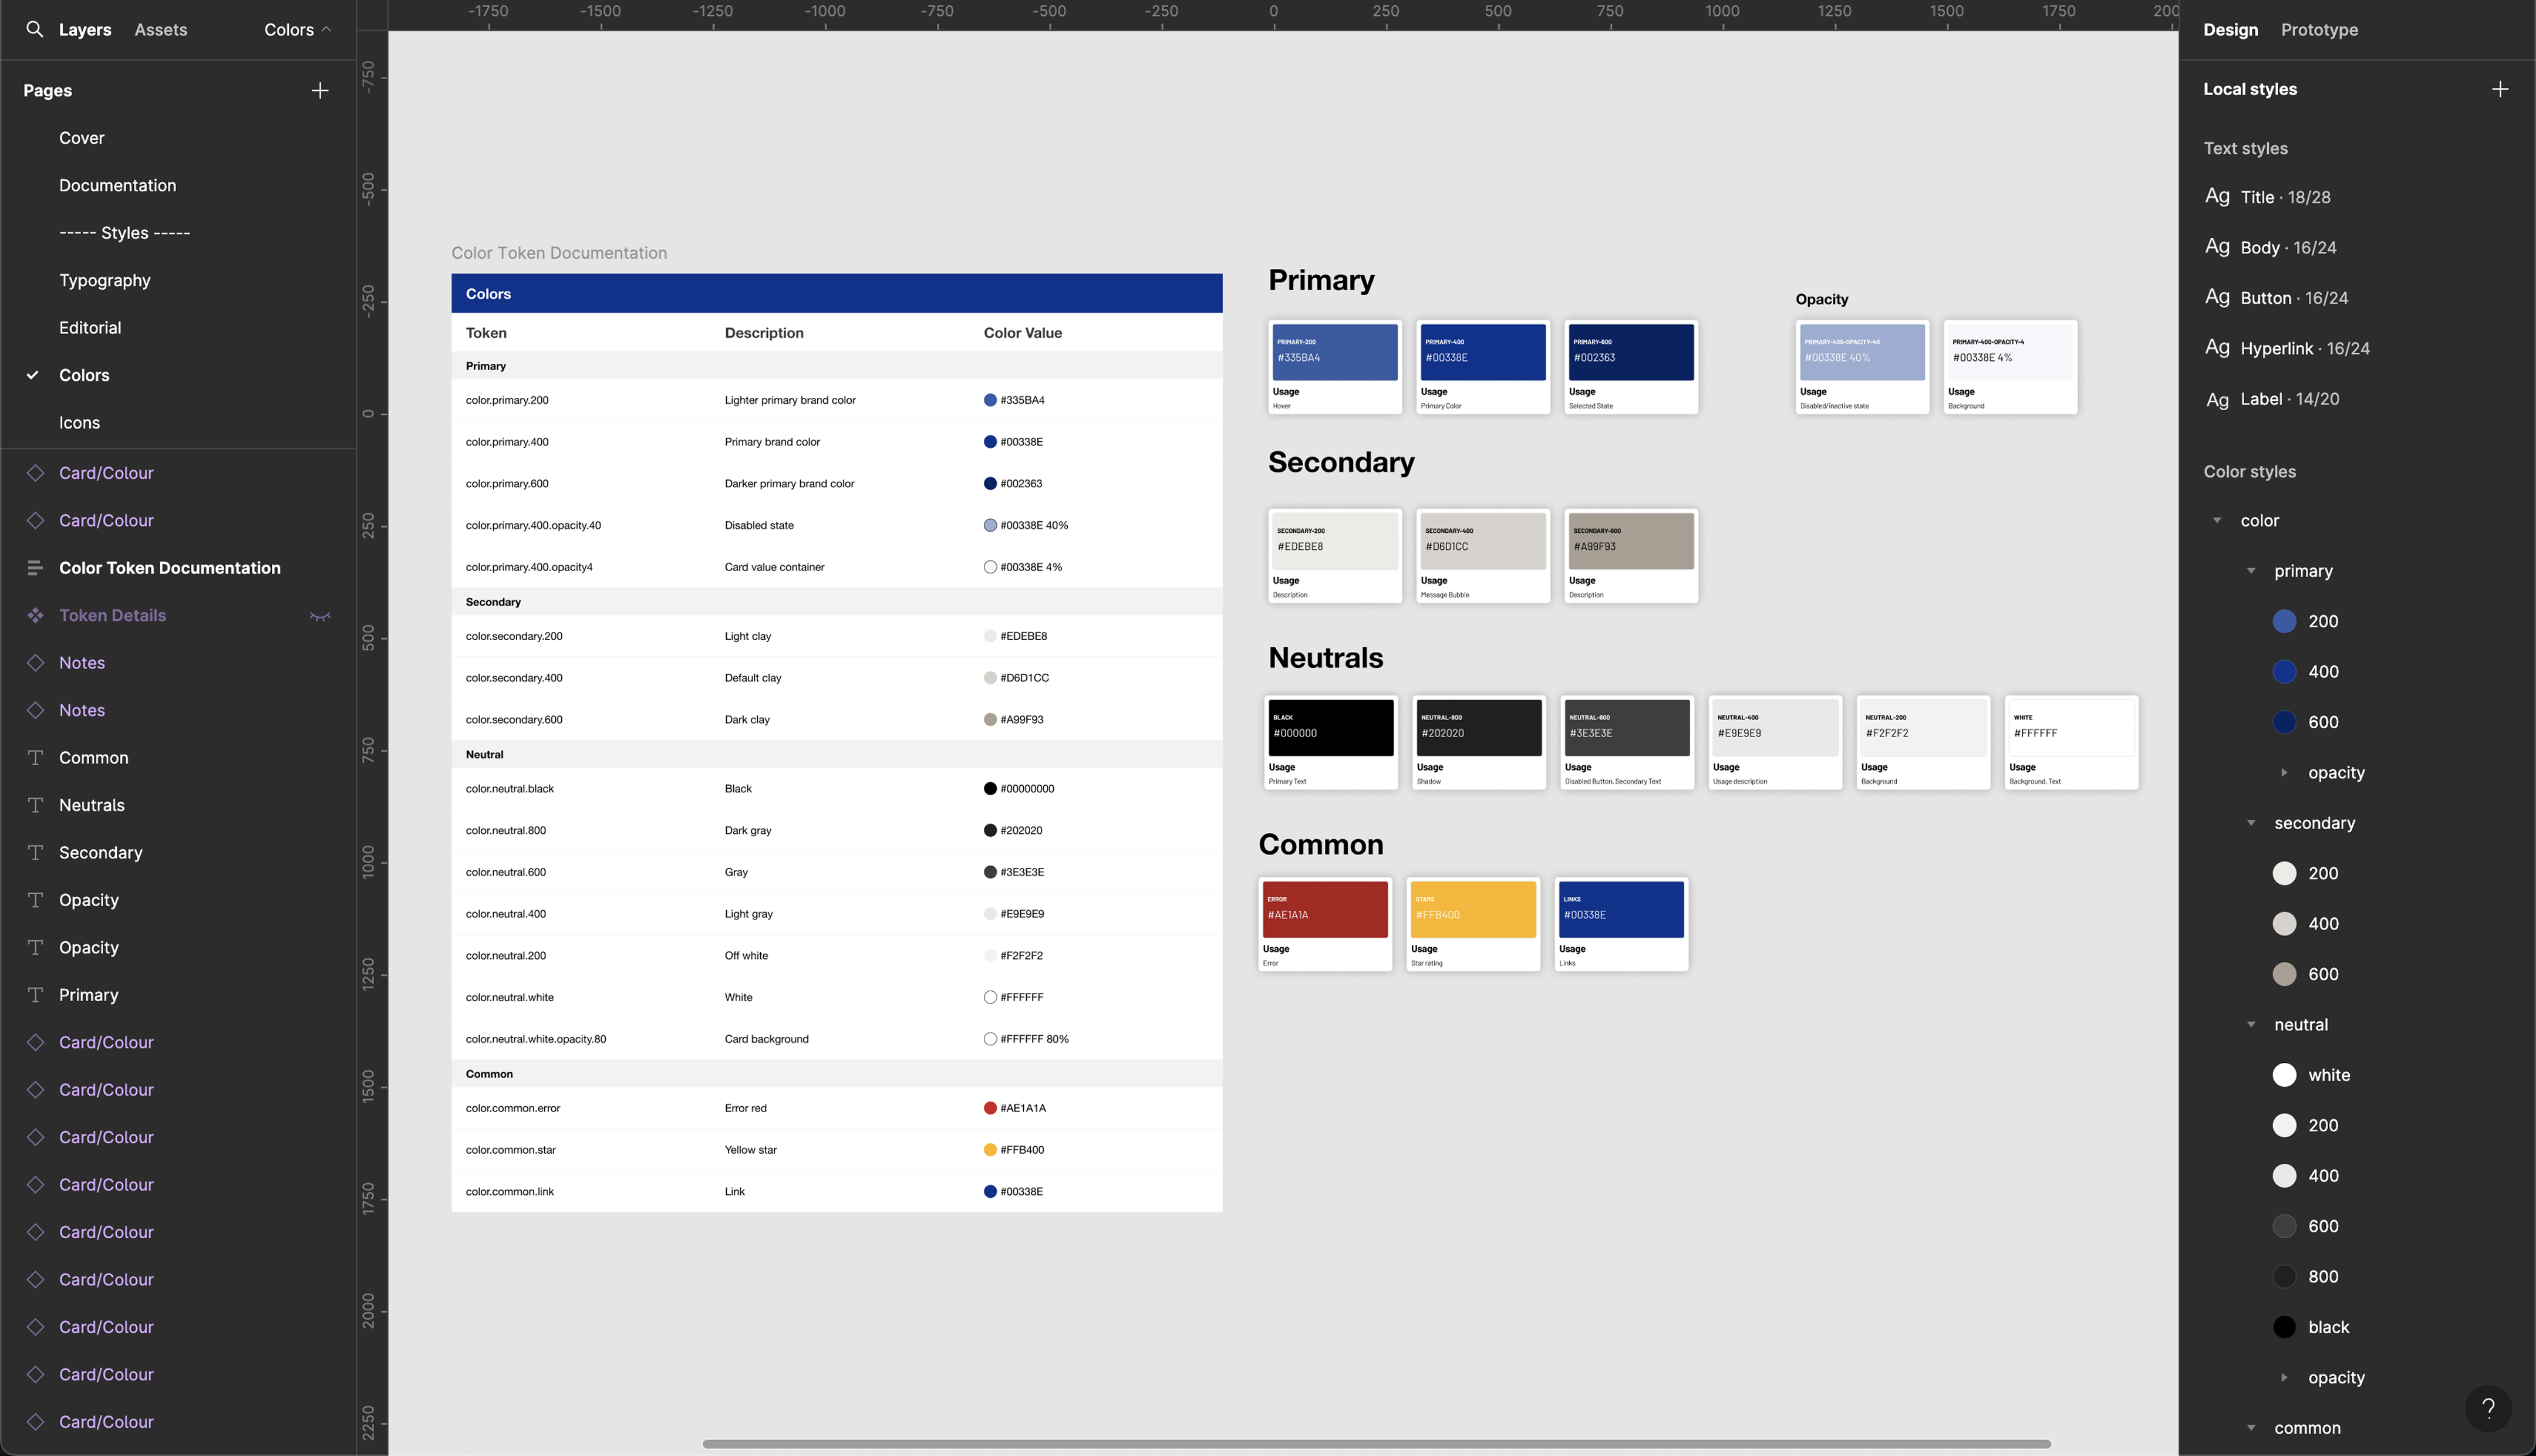 Layers Assets Colors
Pages
Cover
Documentation
----- Styles -----
Typography
Editorial
Colors
Icons
Card/Colour
Card/Colour
Color Token Documentation
Token Details
Notes
Notes
Common
Neutrals
Secondary
Opacity
Opacity
Primary
Card/Colour
Card/Colour
Card/Colour
Card/Colour
Card/Colour
Card/Colour
Card/Colour
Card/Colour
Card/Colour
-1750 -1500 -1250 -1000 -750 -500 -250 0 250 500 750 1000 1250 1500 1750 200
-750
-500
-250
0
250
500
750
1000
1250
1500
1750
2000
2250
Color Token Documentation
Colors
Token Description Color Value
Primary
color.primary.200 Lighter primary brand color #335BA4
color.primary.400 Primary brand color #00338E
color.primary.600 Darker primary brand color #002363
color.primary.400.opacity.40 Disabled state #00338E 40%
color.primary.400.opacity4 Card value container #00338E 4%
Secondary
color.secondary.200 Light clay #EDEBE8
color.secondary.400 Default clay #D6D1CC
color.secondary.600 Dark clay #A99F93
Neutral
color.neutral.black Black #00000000
color.neutral.800 Dark gray #202020
color.neutral.600 Gray #3E3E3E
color.neutral.400 Light gray #E9E9E9
color.neutral.200 Off white #F2F2F2
color.neutral.white White #FFFFFF
color.neutral.white.opacity.80 Card background #FFFFFF 80%
Common
color.common.error Error red #AE1A1A
color.common.star Yellow star #FFB400
color.common.link Link #00338E
Primary
Opacity
PRIMARY-200 PRIMARY-400 PRIMARY-600 PRIMARY-400-OPACITY-40 PRIMARY-400-OPACITY-4
#335BA4 #00338E #002363 #00338E 40% #00338E 4%
Usage Usage Usage Usage Usage
Hover Primary Color Selected State Disabled/inactive state Background
Secondary
SECONDARY-200 SECONDARY-400 SECONDARY-600
#EDEBE8 #D6D1CC #A99F93
Usage Usage Usage
Description Message Bubble Description
Neutrals
BLACK NEUTRAL-800 NEUTRAL-600 NEUTRAL-400 NEUTRAL-200 WHITE
#000000 #202020 #3E3E3E #E9E9E9 #F2F2F2 #FFFFFF
Usage Usage Usage Usage Usage Usage
Primary Text Shadow Disabled Button, Secondary Text Usage description Background Background, Text
Common
ERROR STARS LINKS
#AE1A1A #FFB400 #00338E
Usage Usage Usage
Error Star rating Links
Design Prototype
Local styles
Text styles
Ag Title · 18/28
Ag Body · 16/24
Ag Button · 16/24
Ag Hyperlink · 16/24
Ag Label · 14/20
Color styles
color
primary
200
400
600
opacity
secondary
200
400
600
neutral
white
200
400
600
800
black
opacity
common
?